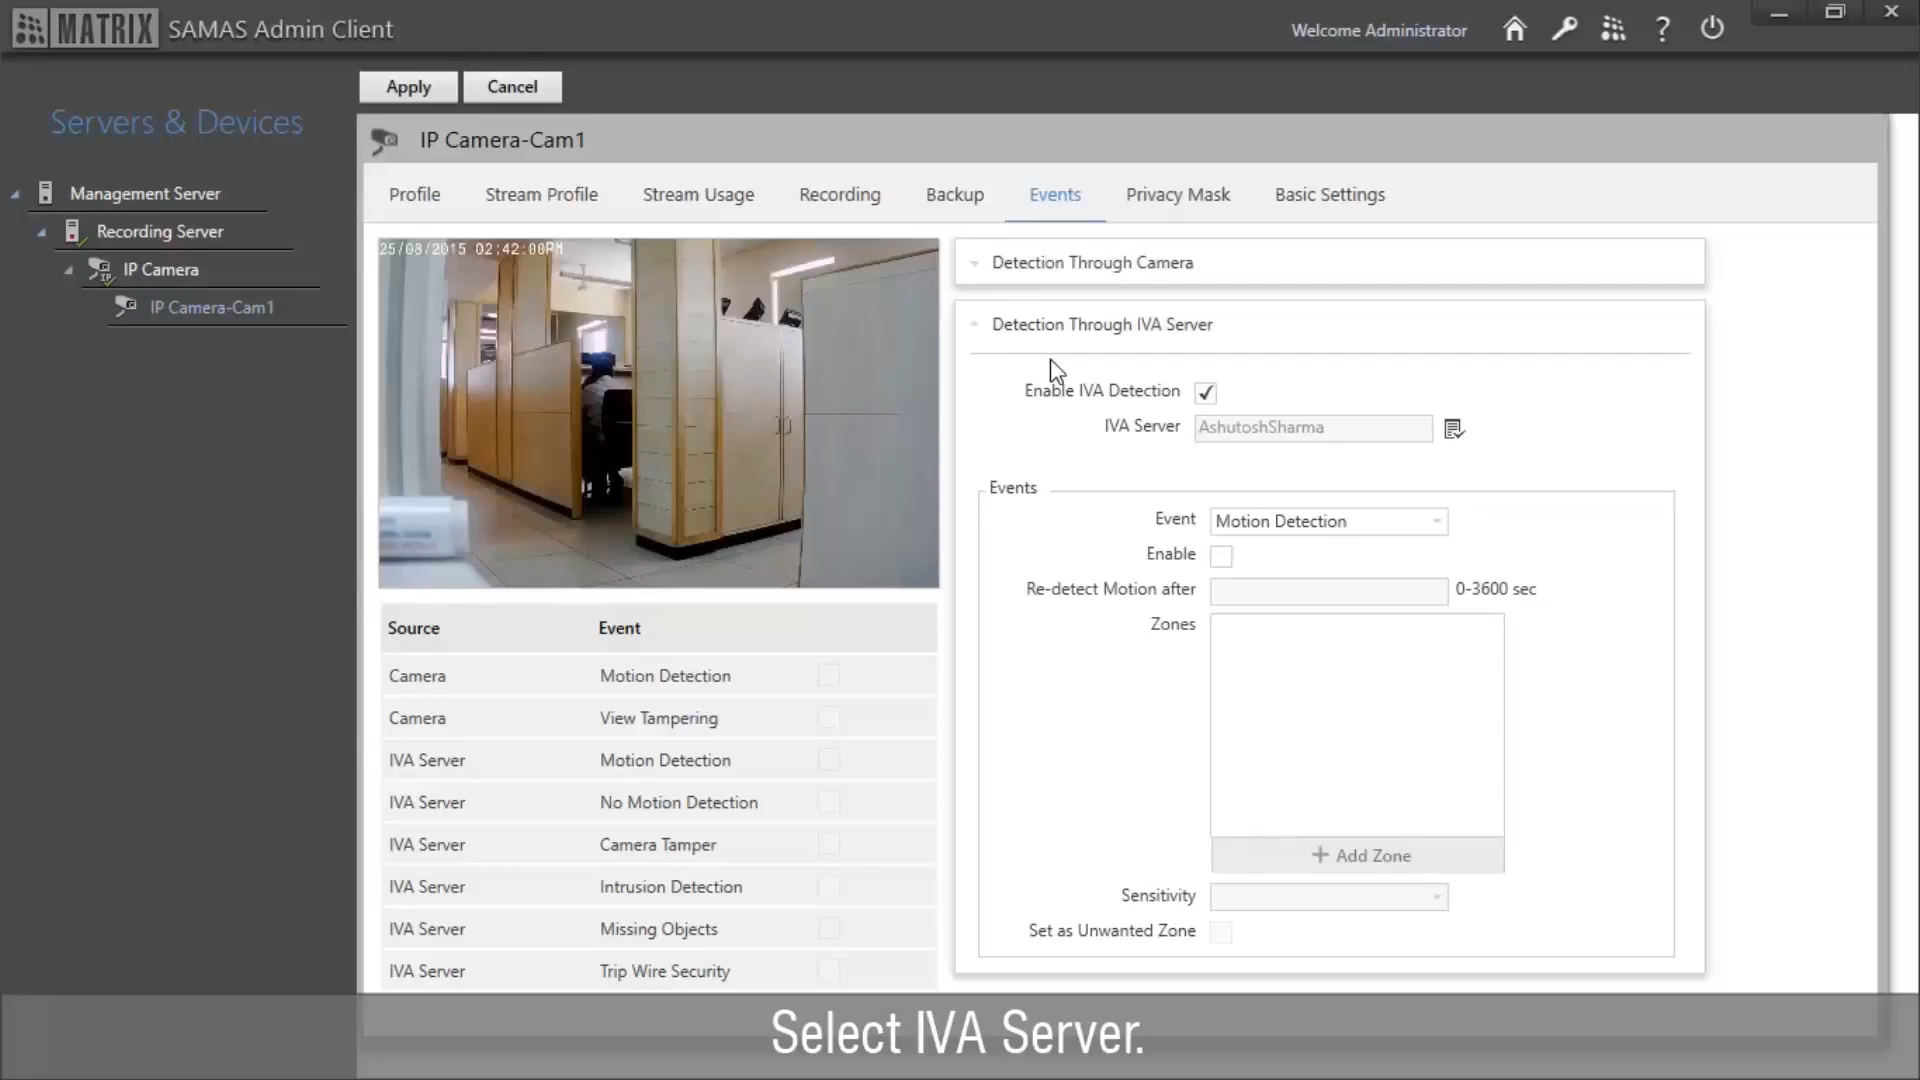 MATRIX SAMAS Admin Client
Welcome Administrator
?
Apply Cancel
Servers & Devices
IP Camera-Cam1
Profile Stream Profile Stream Usage Recording Backup Events Privacy Mask Basic Settings
Management Server
Recording Server
IP Camera
IP Camera-Cam1
25/08/2015 02:42:00PM
Source Event
Camera Motion Detection
Camera View Tampering
IVA Server Motion Detection
IVA Server No Motion Detection
IVA Server Camera Tamper
IVA Server Intrusion Detection
IVA Server Missing Objects
IVA Server Trip Wire Security
Detection Through Camera
Detection Through IVA Server
Enable IVA Detection
IVA Server AshutoshSharma
Events
Event Motion Detection
Enable
Re-detect Motion after 0-3600 sec
Zones
+ Add Zone
Sensitivity
Set as Unwanted Zone
Select IVA Server.